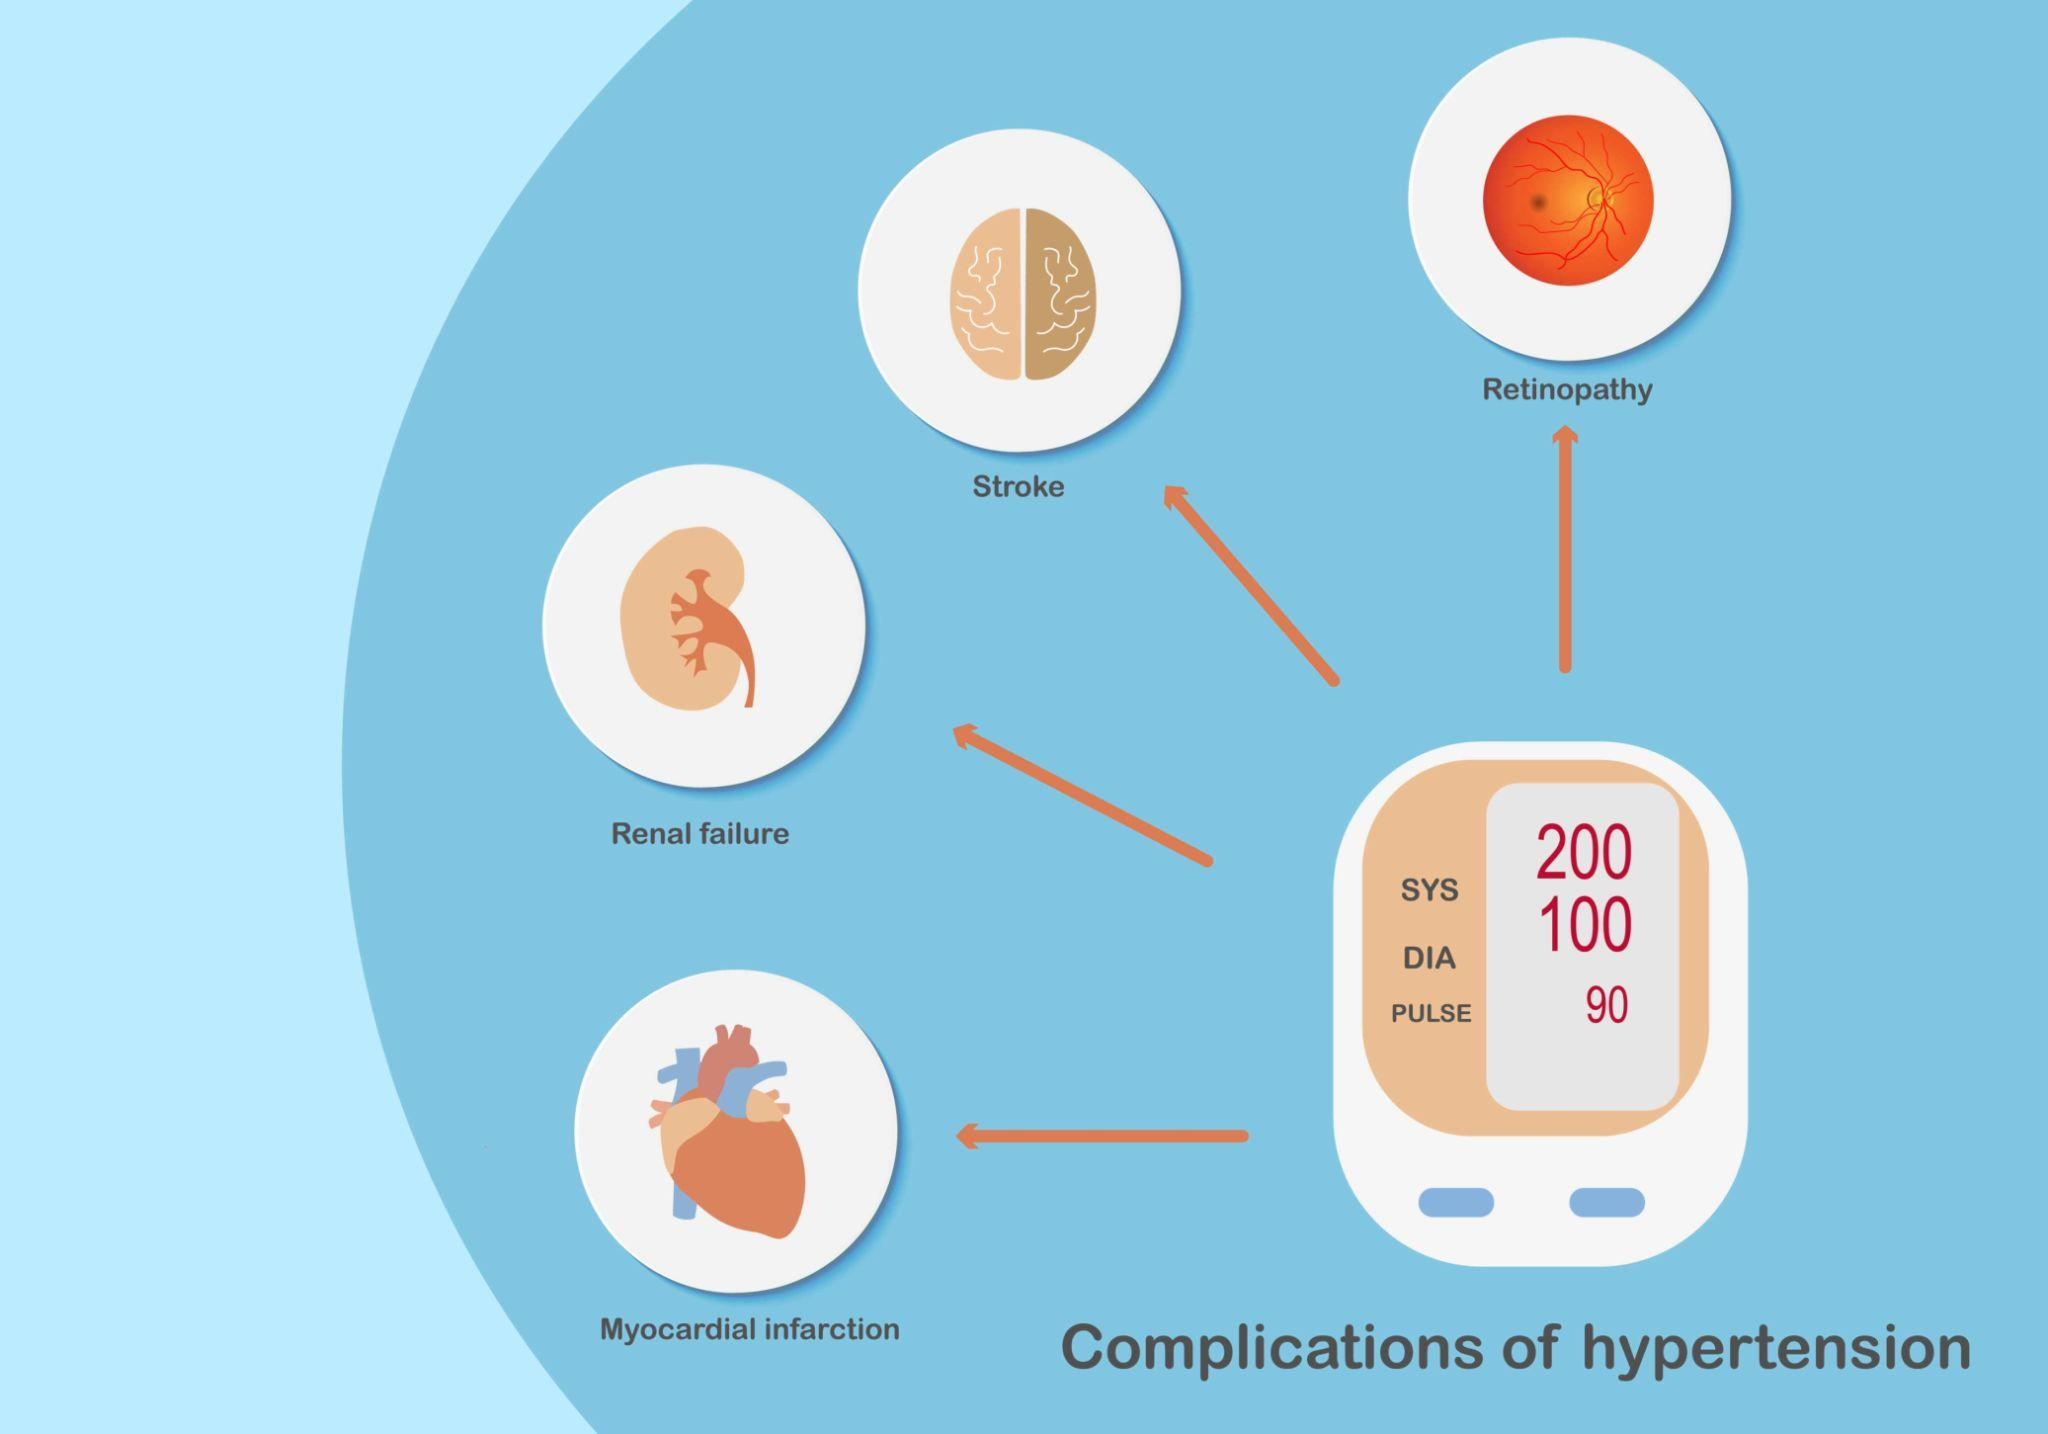 Retinopathy
Stroke
Renal failure
SYS 200
DIA 100
PULSE 90
Myocardial infarction
Complications of hypertension